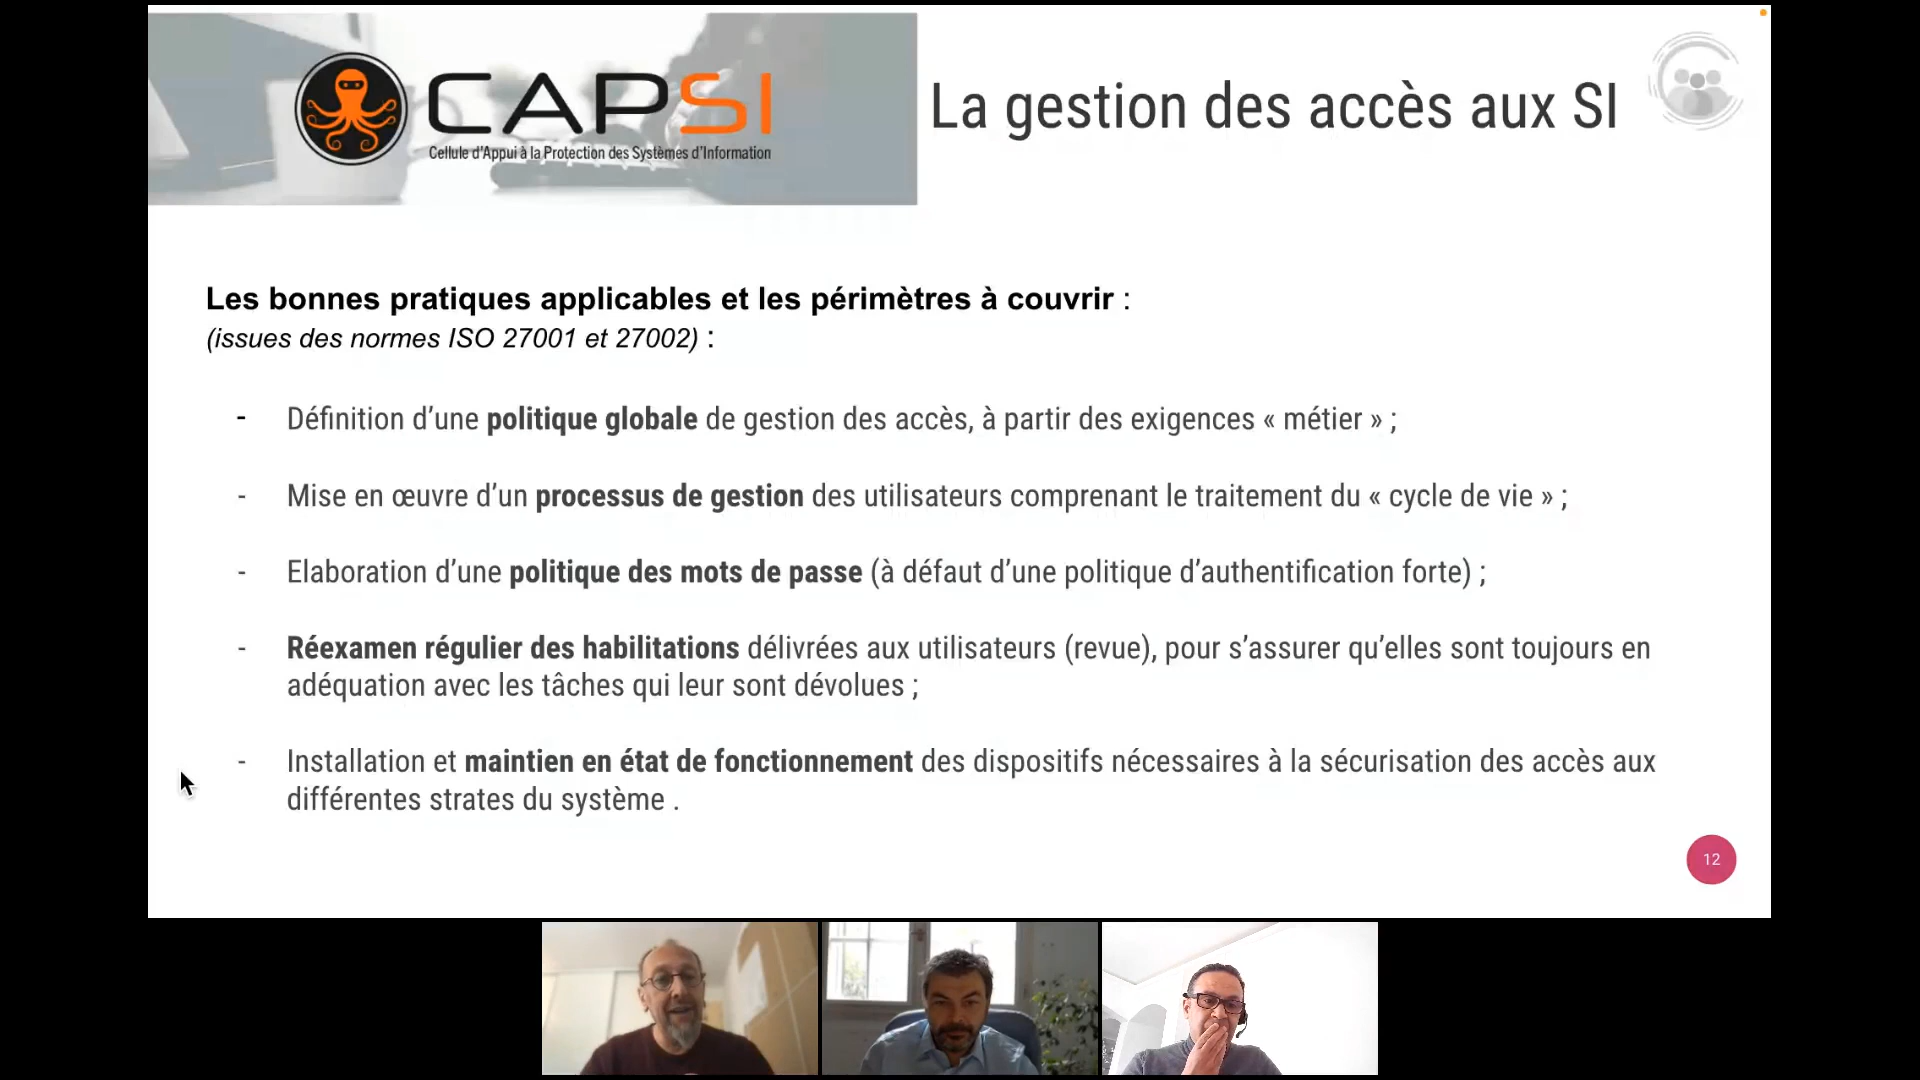 CAPSI
Cellule d'Appui à la Protection des Systèmes d'Information
La gestion des accès aux SI
Les bonnes pratiques applicables et les périmètres à couvrir :
(issues des normes ISO 27001 et 27002) :
- Définition d’une politique globale de gestion des accès, à partir des exigences « métier » ;
- Mise en œuvre d’un processus de gestion des utilisateurs comprenant le traitement du « cycle de vie » ;
- Elaboration d’une politique des mots de passe (à défaut d’une politique d’authentification forte) ;
- Réexamen régulier des habilitations délivrées aux utilisateurs (revue), pour s’assurer qu’elles sont toujours en
adéquation avec les tâches qui leur sont dévolues ;
- Installation et maintien en état de fonctionnement des dispositifs nécessaires à la sécurisation des accès aux
différentes strates du système .
12